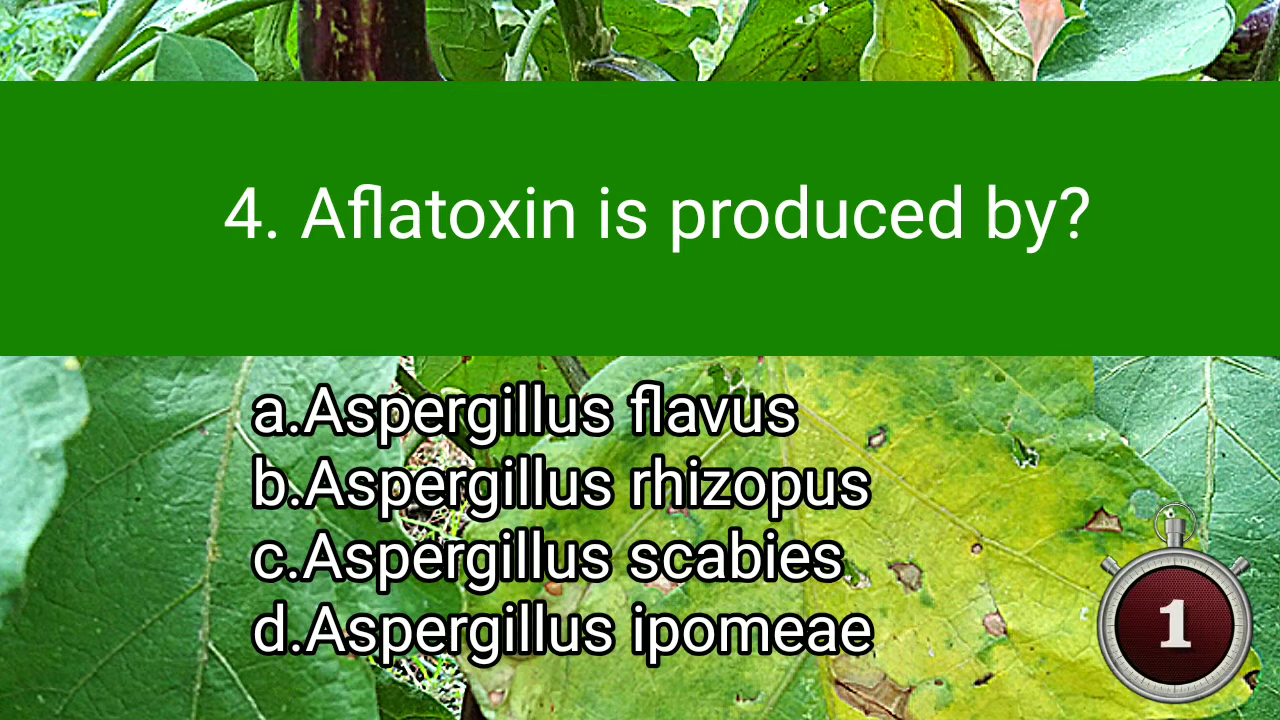 4. Aflatoxin is produced by?
a.Aspergillus flavus
b.Aspergillus rhizopus
c.Aspergillus scabies
d.Aspergillus ipomeae
1